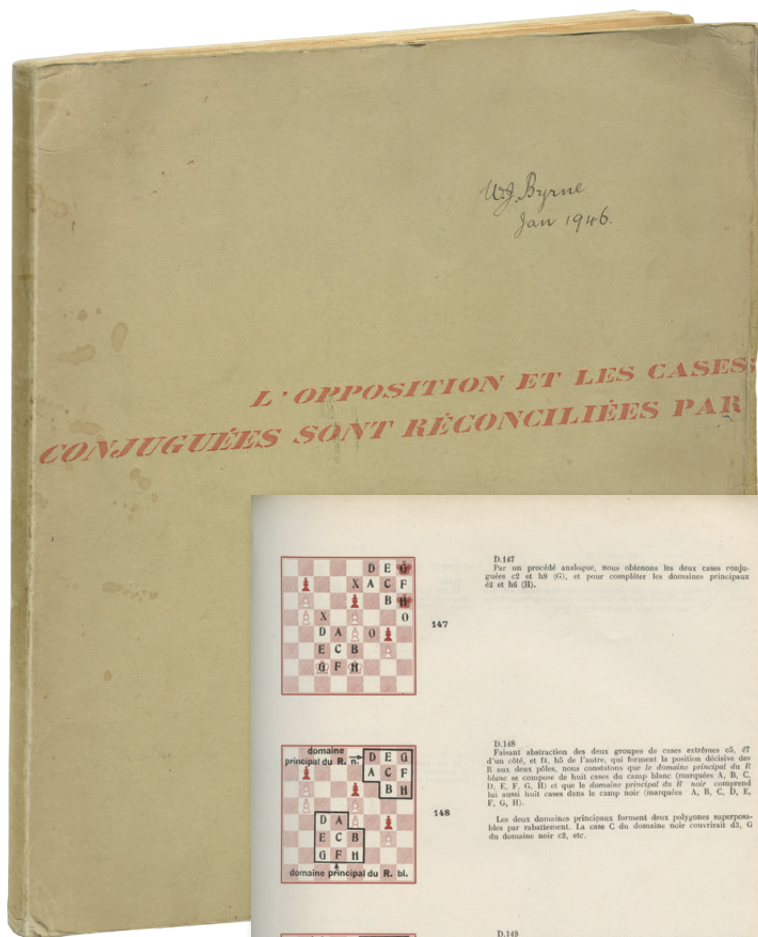 W.J. Byrne
Jan 1946.
L'OPPOSITION ET LES CASES
CONJUGUÉES SONT RÉCONCILIÉES PAR
D E G
X A C F
B H
X O
D A O
E C B
G F H
147
D.147
Par un procédé analogue, nous obtenons les deux cases conju-
guées c2 et h8 (G), et pour compléter les domaines principaux
é2 et h6 (H).
domaine
principal du R. n.
D E G
A C F
B H
D A
E C B
G F H
domaine principal du R. bl.
148
D.148
Faisant abstraction des deux groupes de cases extrêmes c5, é7
d'un côté, et f4, h5 de l'autre, qui forment la position décisive des
R aux deux pôles, nous constatons que le domaine principal du R
blanc se compose de huit cases du camp blanc (marquées A, B, C,
D, E, F, G, H) et que le domaine principal du R noir comprend
lui aussi huit cases dans le camp noir (marquées A, B, C, D, E,
F, G, H).
Les deux domaines principaux forment deux polygones superposa-
bles par rabattement. La case C du domaine noir couvrirait d3, G
du domaine noir c2, etc.
D.149